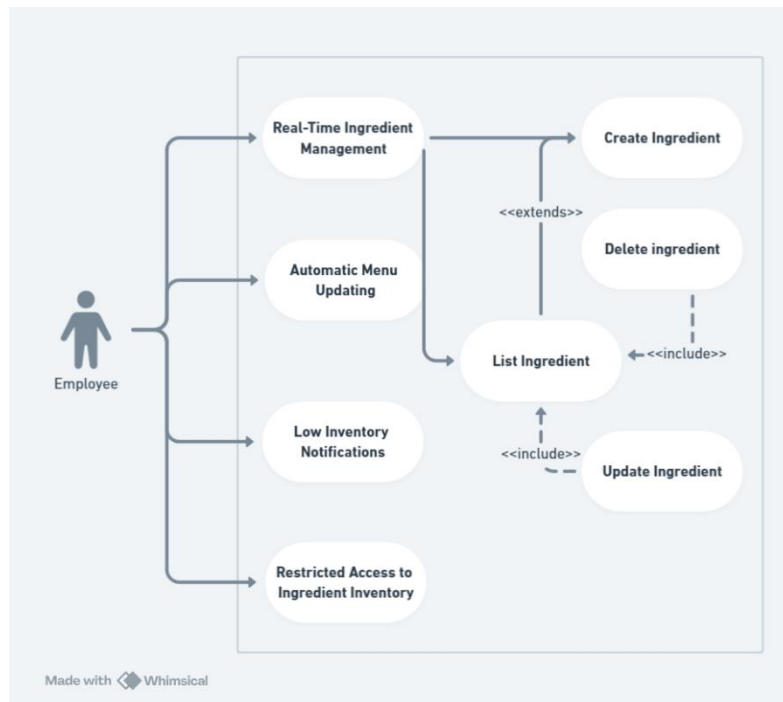 Real-Time Ingredient
Management
Create Ingredient
<<extends>>
Delete ingredient
Automatic Menu
Updating
List Ingredient
<<include>>
Employee
Low Inventory
Notifications
<<include>>
Update Ingredient
Restricted Access to
Ingredient Inventory
Made with Whimsical